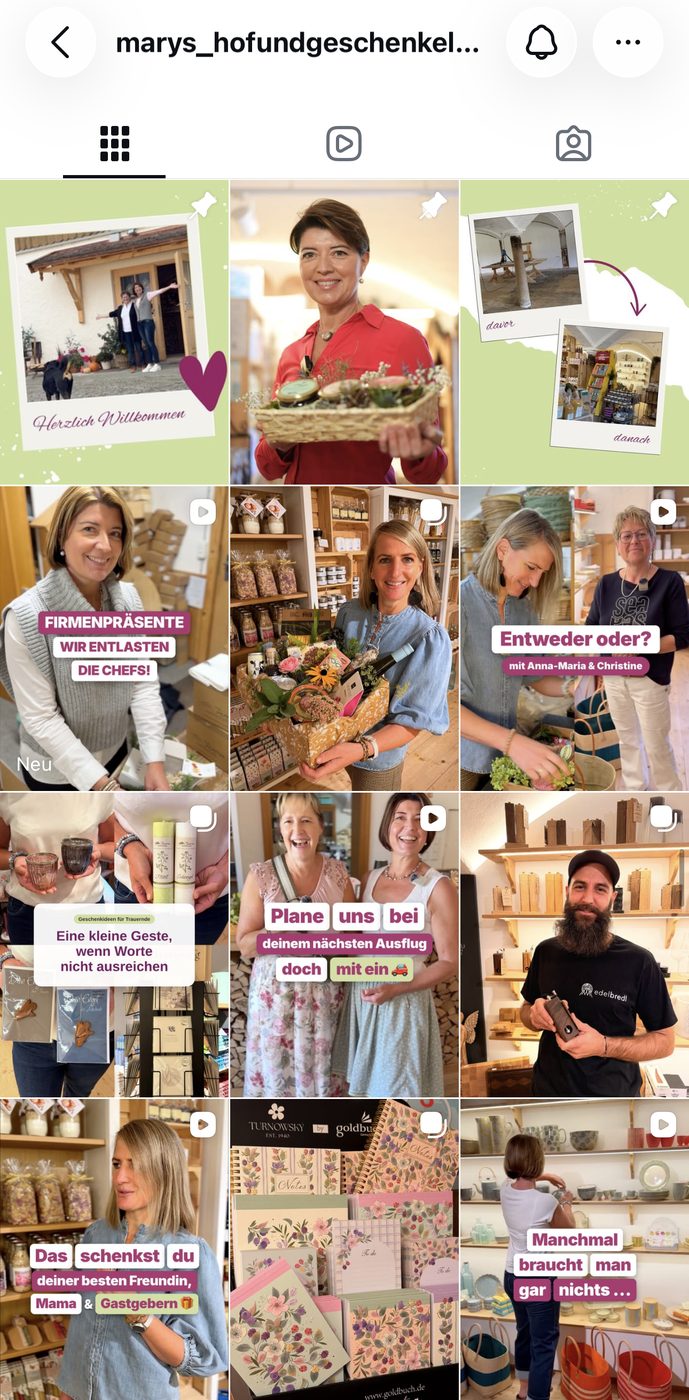 marys_hofundgeschenkel...
Herzlich Willkommen
davor
danach
FIRMENPRÄSENTE
WIR ENTLASTEN
DIE CHEFS!
Neu
Entweder oder?
mit Anna-Maria & Christine
Geschenkideen für Trauernde
Eine kleine Geste,
wenn Worte
nicht ausreichen
Plane uns bei
deinem nächsten Ausflug
doch mit ein 🚗
edelbredl
Das schenkst du
deiner besten Freundin,
Mama & Gastgebern 🎁
TURNOWSKY
EST. 1940
by
goldbuch
Notes
To do
www.goldbuch.de
Manchmal
braucht man
gar nichts ...